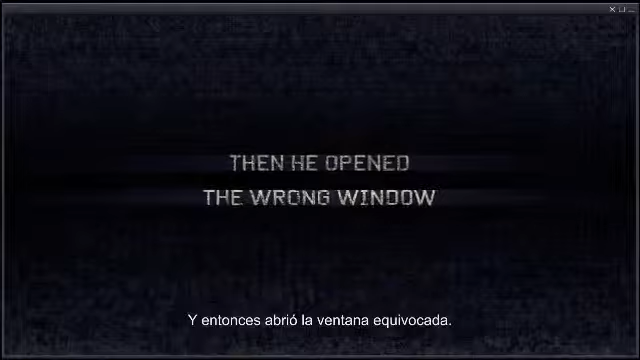 THEN HE OPENED
THE WRONG WINDOW
Y entonces abrió la ventana equivocada.